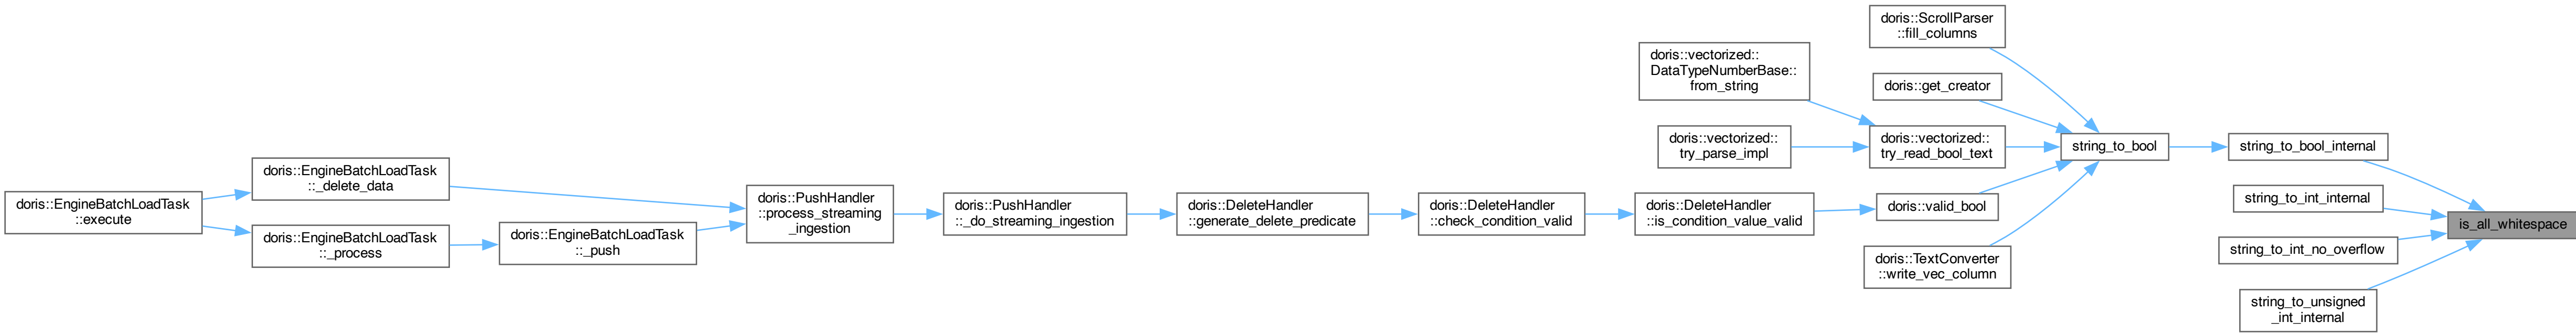 doris::EngineBatchLoadTask
::execute
doris::EngineBatchLoadTask
::_delete_data
doris::EngineBatchLoadTask
::_process
doris::EngineBatchLoadTask
::_push
doris::PushHandler
::process_streaming
_ingestion
doris::PushHandler
::_do_streaming_ingestion
doris::DeleteHandler
::generate_delete_predicate
doris::DeleteHandler
::check_condition_valid
doris::DeleteHandler
::is_condition_value_valid
doris::vectorized::
DataTypeNumberBase::
from_string
doris::vectorized::
try_parse_impl
doris::ScrollParser
::fill_columns
doris::get_creator
doris::vectorized::
try_read_bool_text
doris::valid_bool
doris::TextConverter
::write_vec_column
string_to_bool
string_to_bool_internal
string_to_int_internal
string_to_int_no_overflow
string_to_unsigned
_int_internal
is_all_whitespace